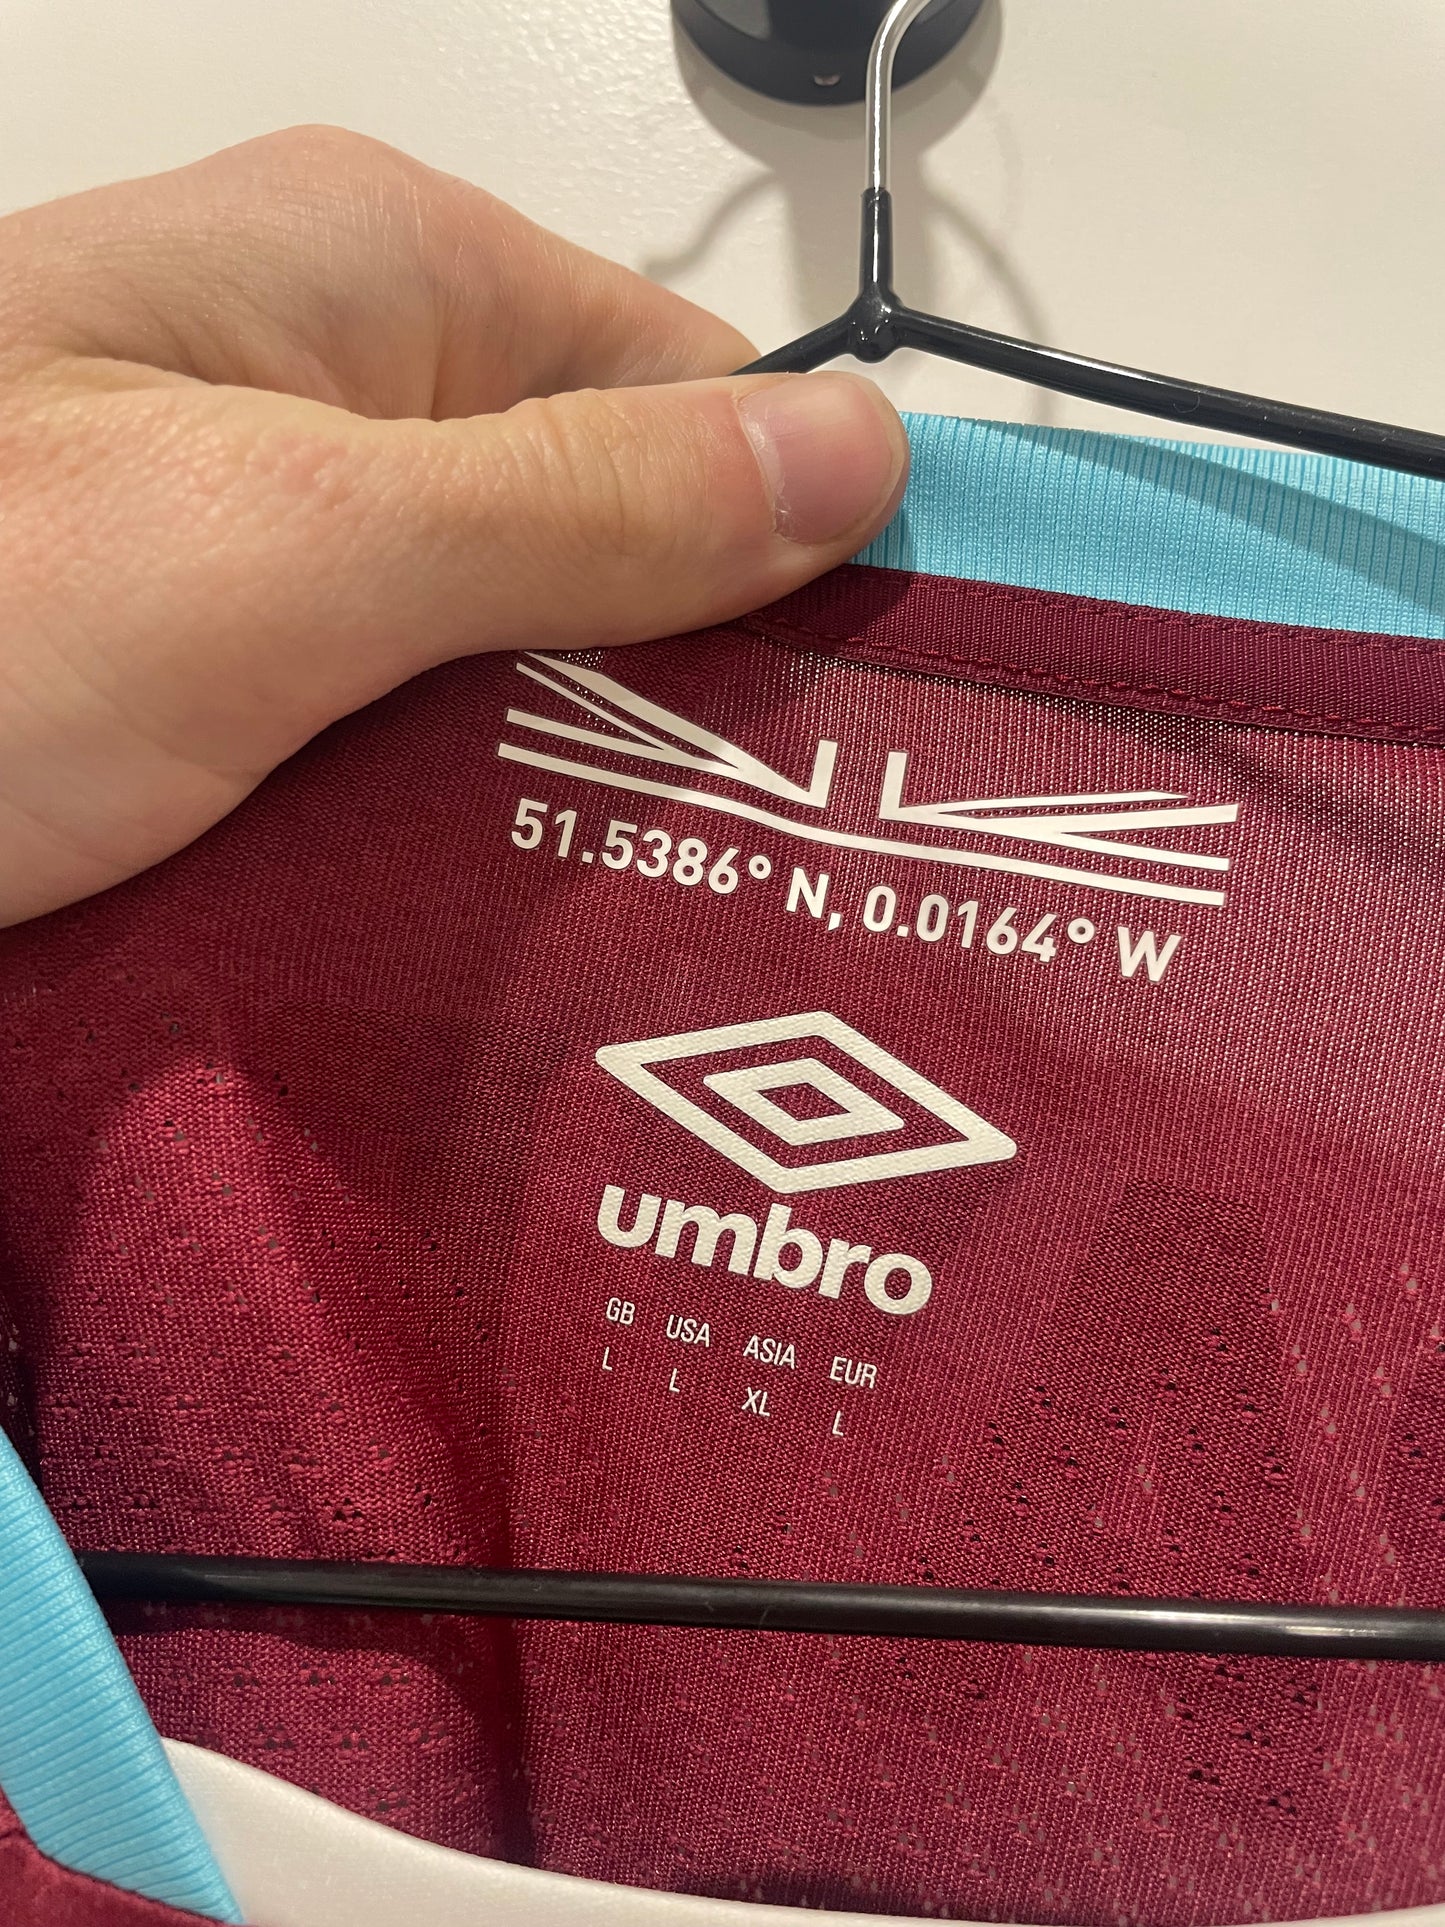 51.5386° N, 0.0164° W
umbro
GB USA ASIA EUR
L L XL L